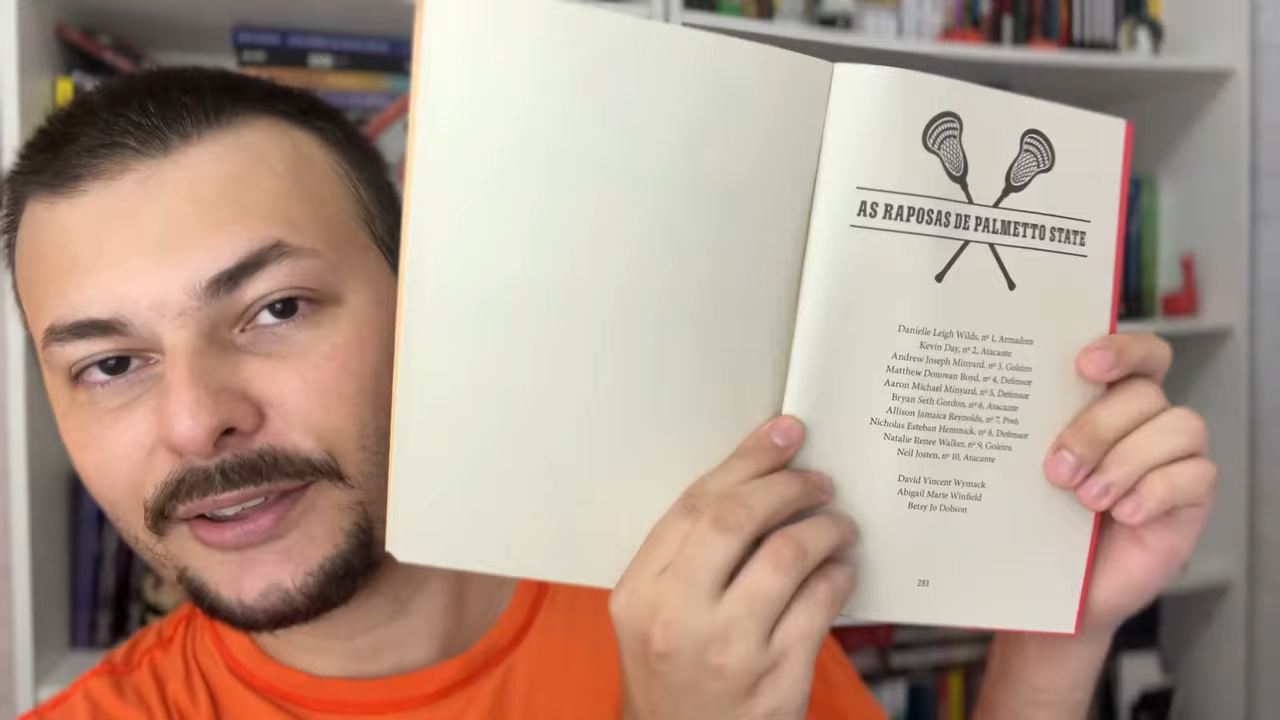 AS RAPOSAS DE PALMETTO STATE
Danielle Leigh Wilds, nº 1, Armadora
Kevin Day, nº 2, Atacante
Andrew Joseph Minyard, nº 3, Goleiro
Matthew Donovan Boyd, nº 4, Defensor
Aaron Michael Minyard, nº 5, Defensor
Bryan Seth Gordon, nº 6, Atacante
Allison Jamaica Reynolds, nº 7, Pivô
Nicholas Esteban Hemmick, nº 8, Defensor
Natalie Renee Walker, nº 9, Goleira
Neil Josten, nº 10, Atacante
David Vincent Wymack
Abigail Marie Winfield
Betsy Jo Dobson
293